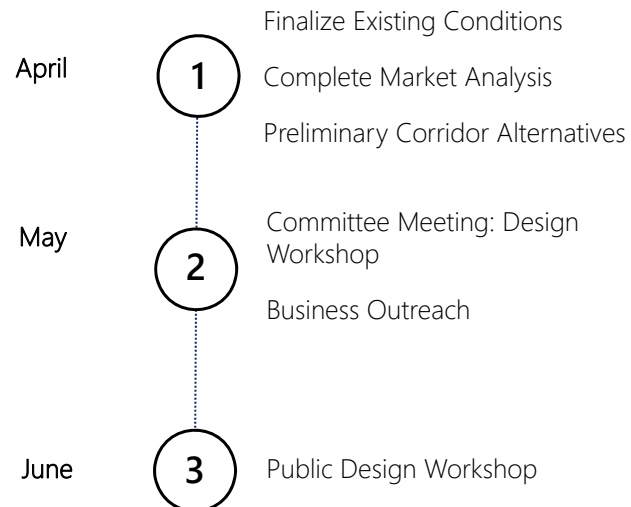 April
1
Finalize Existing Conditions
Complete Market Analysis
Preliminary Corridor Alternatives
May
2
Committee Meeting: Design
Workshop
Business Outreach
June
3
Public Design Workshop